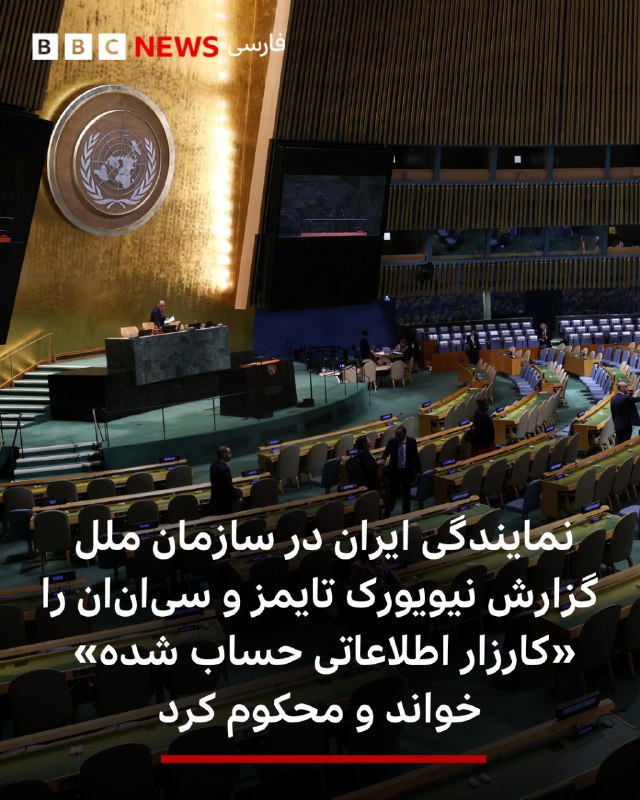 BBC NEWS فارسی
نمایندگی ایران در سازمان ملل
گزارش نیویورک تایمز و سی‌ان‌ان را
«کارزار اطلاعاتی حساب شده»
خواند و محکوم کرد